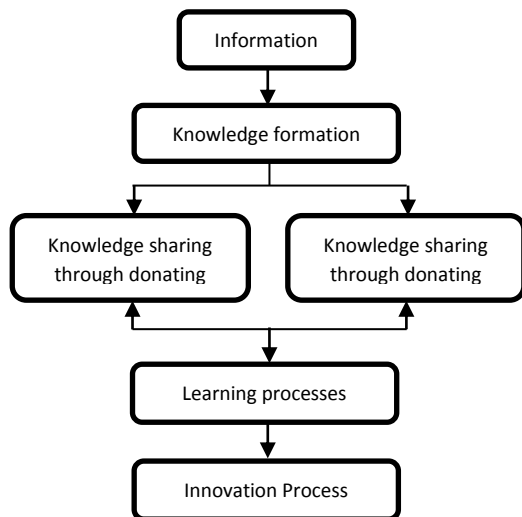 Information
Knowledge formation
Knowledge sharing
through donating
Knowledge sharing
through donating
Learning processes
Innovation Process